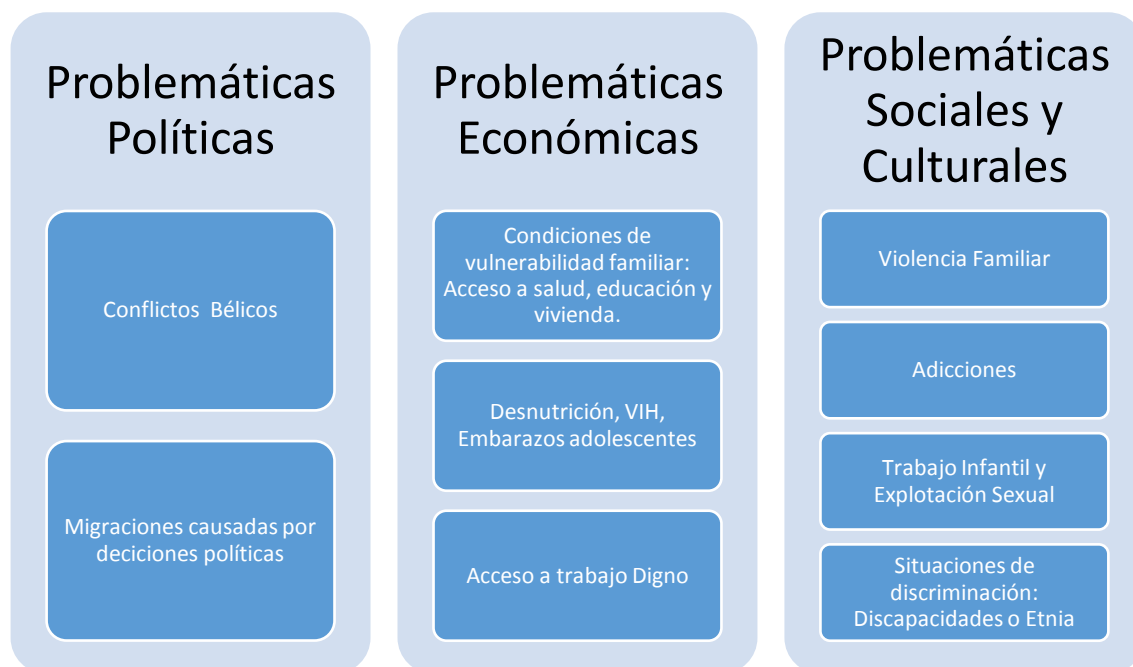 Problemáticas
Políticas
Conflictos Bélicos
Migraciones causadas por
deciciones políticas
Problemáticas
Económicas
Condiciones de
vulnerabilidad familiar:
Acceso a salud, educación y
vivienda.
Desnutrición, VIH,
Embarazos adolescentes
Acceso a trabajo Digno
Problemáticas
Sociales y
Culturales
Violencia Familiar
Adicciones
Trabajo Infantil y
Explotación Sexual
Situaciones de
discriminación:
Discapacidades o Etnia